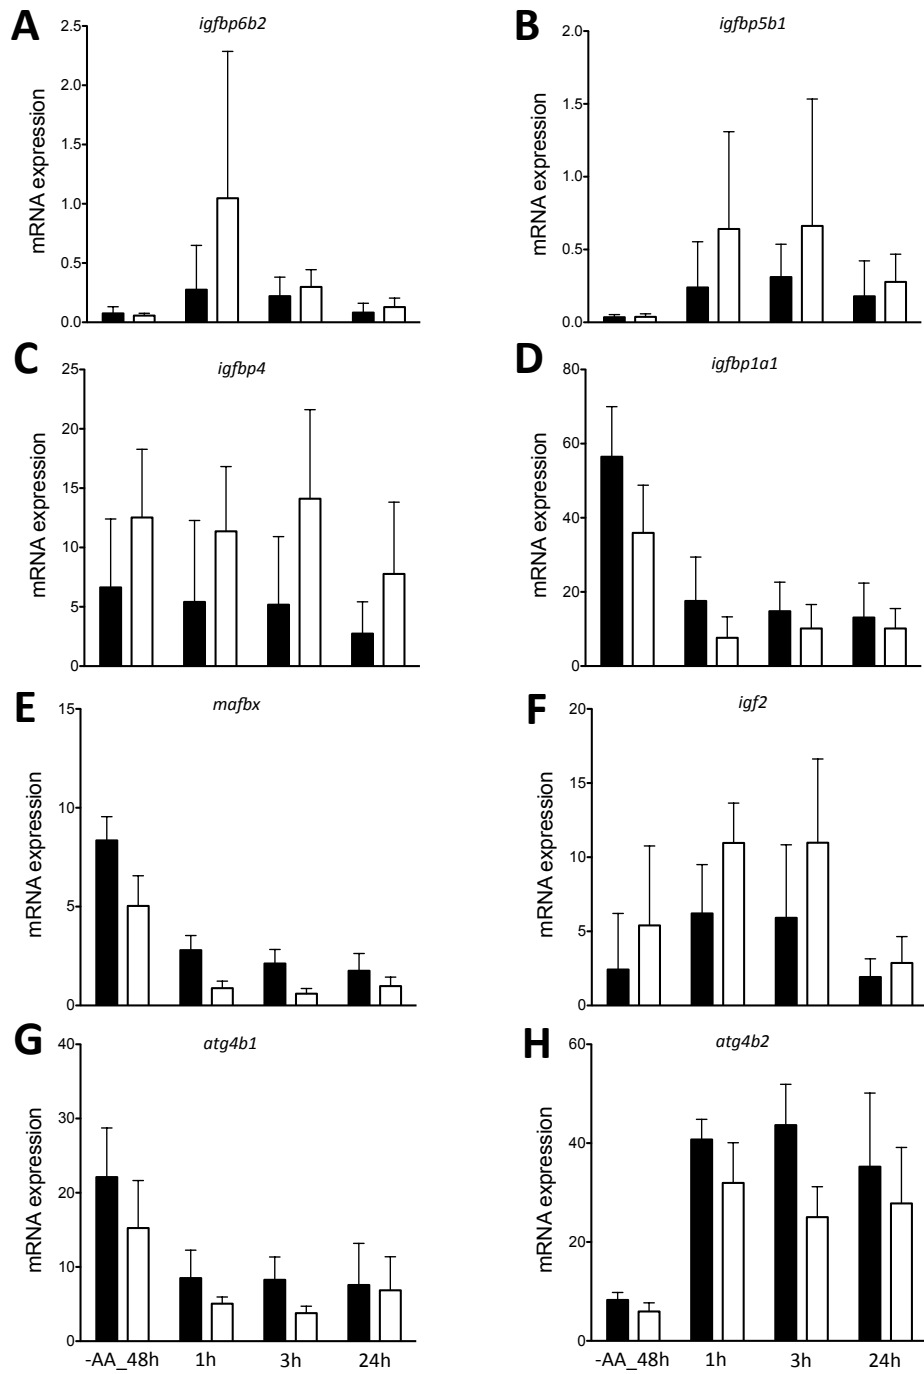 A
igfbp6b2
mRNA expression
2.5
2.0
1.5
1.0
0.5
0.0
B
igfbp5b1
mRNA expression
2.0
1.5
1.0
0.5
0.0
C
igfbp4
mRNA expression
25
20
15
10
5
0
D
igfbp1a1
mRNA expression
80
60
40
20
0
E
mafbx
mRNA expression
15
10
5
0
F
igf2
mRNA expression
20
15
10
5
0
G
atg4b1
mRNA expression
40
30
20
10
0
-AA_48h 1h 3h 24h
H
atg4b2
mRNA expression
60
40
20
0
-AA_48h 1h 3h 24h